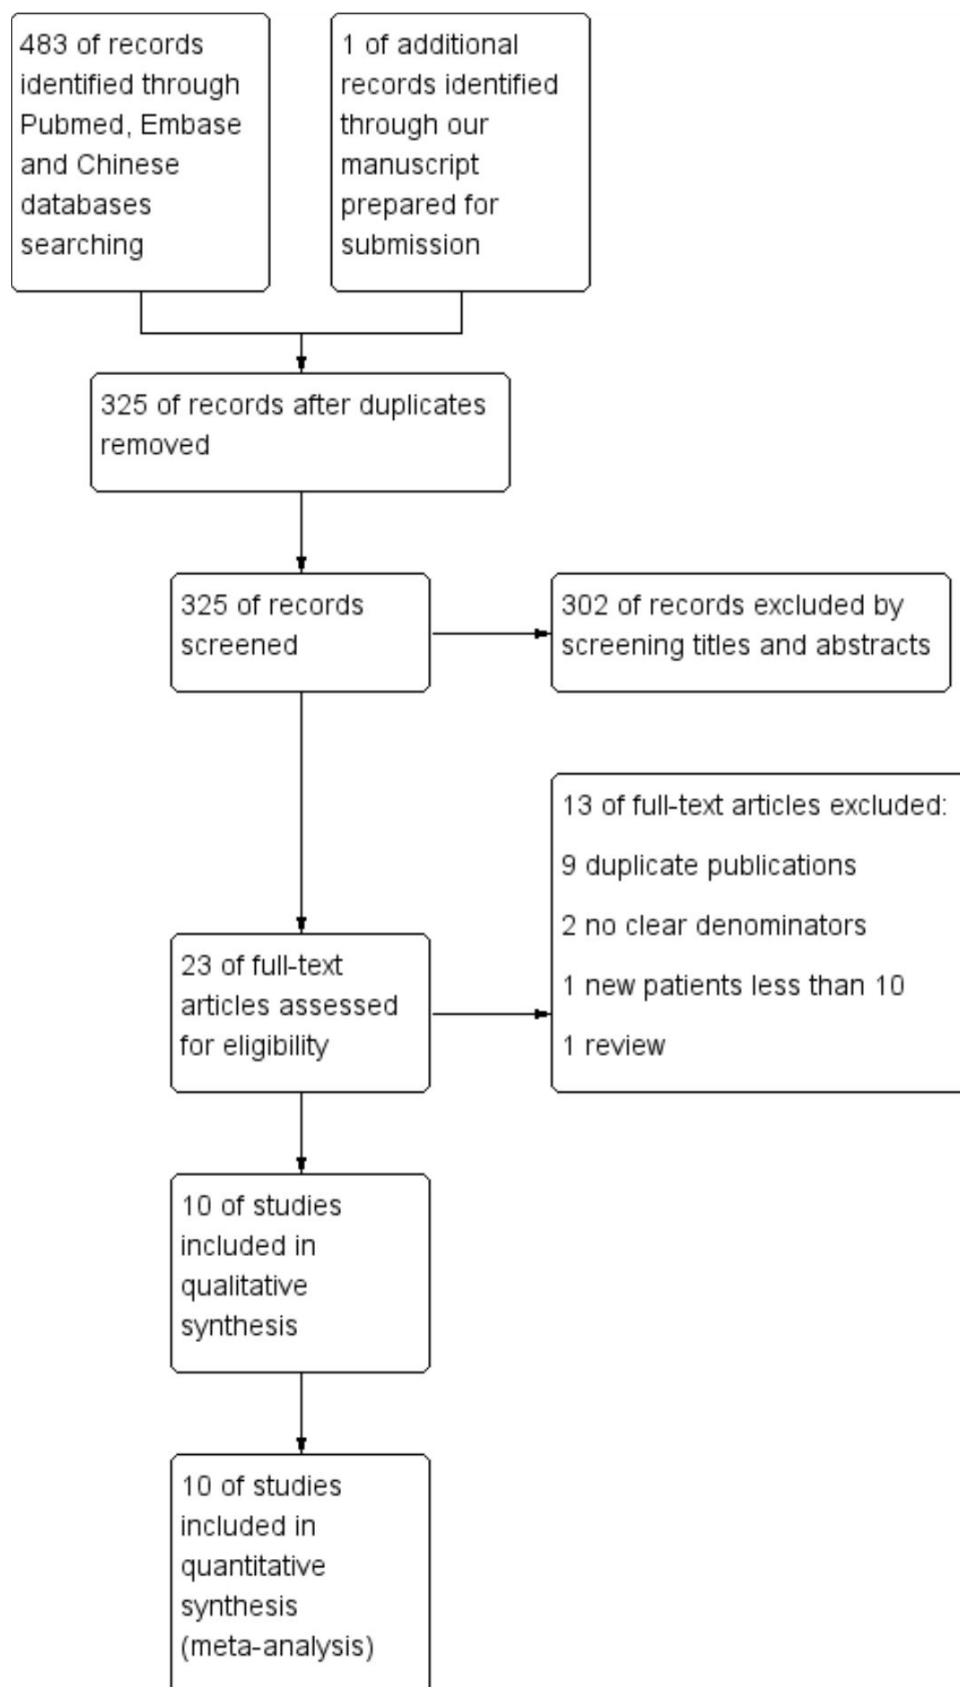 483 of records
identified through
Pubmed, Embase
and Chinese
databases
searching
1 of additional
records identified
through our
manuscript
prepared for
submission
325 of records after duplicates
removed
325 of records
screened
302 of records excluded by
screening titles and abstracts
13 of full-text articles excluded:
9 duplicate publications
2 no clear denominators
1 new patients less than 10
1 review
23 of full-text
articles assessed
for eligibility
10 of studies
included in
qualitative
synthesis
10 of studies
included in
quantitative
synthesis
(meta-analysis)